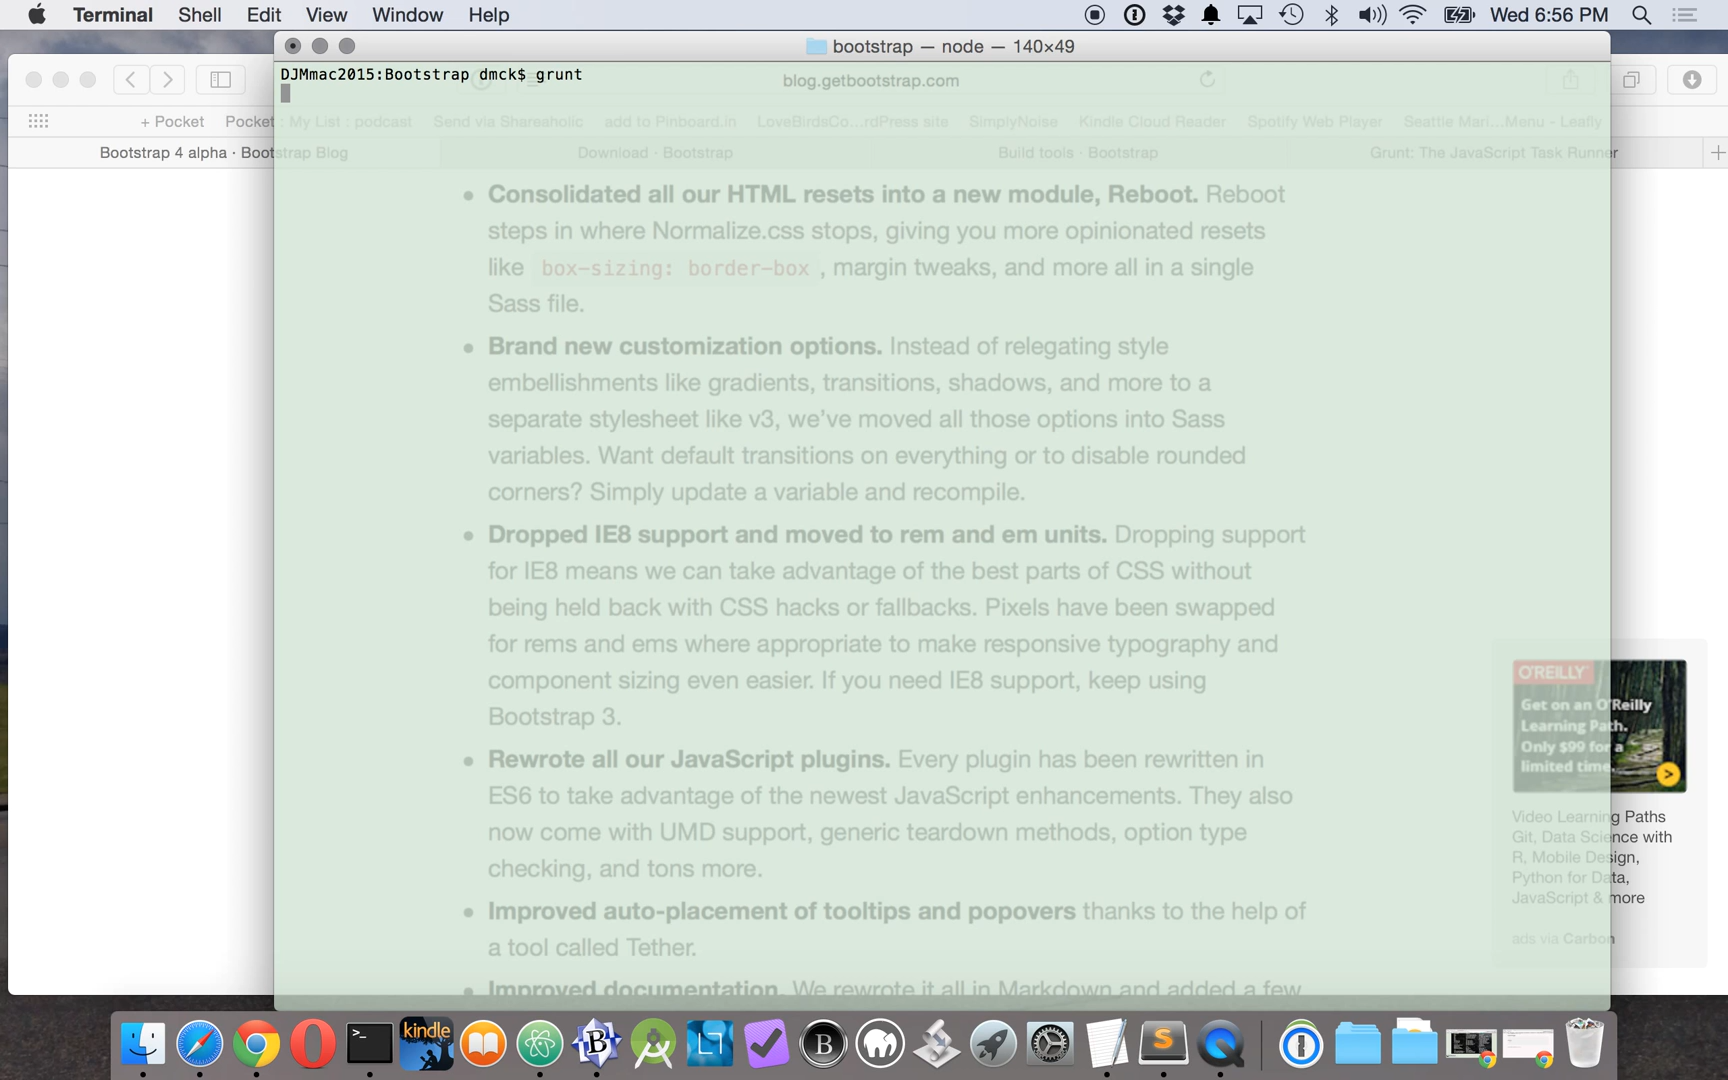 Terminal Shell Edit View Window Help Wed 6:56 PM
bootstrap — node — 140×49
DJMmac2015:Bootstrap dmck$ grunt
blog.getbootstrap.com
+ Pocket Pocket : My List : podcast Send via Shareaholic add to Pinboard.in LoveBirdsCo...rdPress site SimplyNoise Kindle Cloud Reader Spotify Web Player Seattle Mari...Menu - Leafly
Bootstrap 4 alpha · Bootstrap Blog Download · Bootstrap Build tools · Bootstrap Grunt: The JavaScript Task Runner
• Consolidated all our HTML resets into a new module, Reboot. Reboot
steps in where Normalize.css stops, giving you more opinionated resets
like box-sizing: border-box , margin tweaks, and more all in a single
Sass file.
• Brand new customization options. Instead of relegating style
embellishments like gradients, transitions, shadows, and more to a
separate stylesheet like v3, we've moved all those options into Sass
variables. Want default transitions on everything or to disable rounded
corners? Simply update a variable and recompile.
• Dropped IE8 support and moved to rem and em units. Dropping support
for IE8 means we can take advantage of the best parts of CSS without
being held back with CSS hacks or fallbacks. Pixels have been swapped
for rems and ems where appropriate to make responsive typography and
component sizing even easier. If you need IE8 support, keep using
Bootstrap 3.
• Rewrote all our JavaScript plugins. Every plugin has been rewritten in
ES6 to take advantage of the newest JavaScript enhancements. They also
now come with UMD support, generic teardown methods, option type
checking, and tons more.
• Improved auto-placement of tooltips and popovers thanks to the help of
a tool called Tether.
• Improved documentation. We rewrote it all in Markdown and added a few
O'REILLY
Get on an O'Reilly
Learning Path.
Only $99 for a
limited time.
Video Learning Paths
Git, Data Science with
R, Mobile Design,
Python for Data,
JavaScript & more
ads via Carbon
kindle